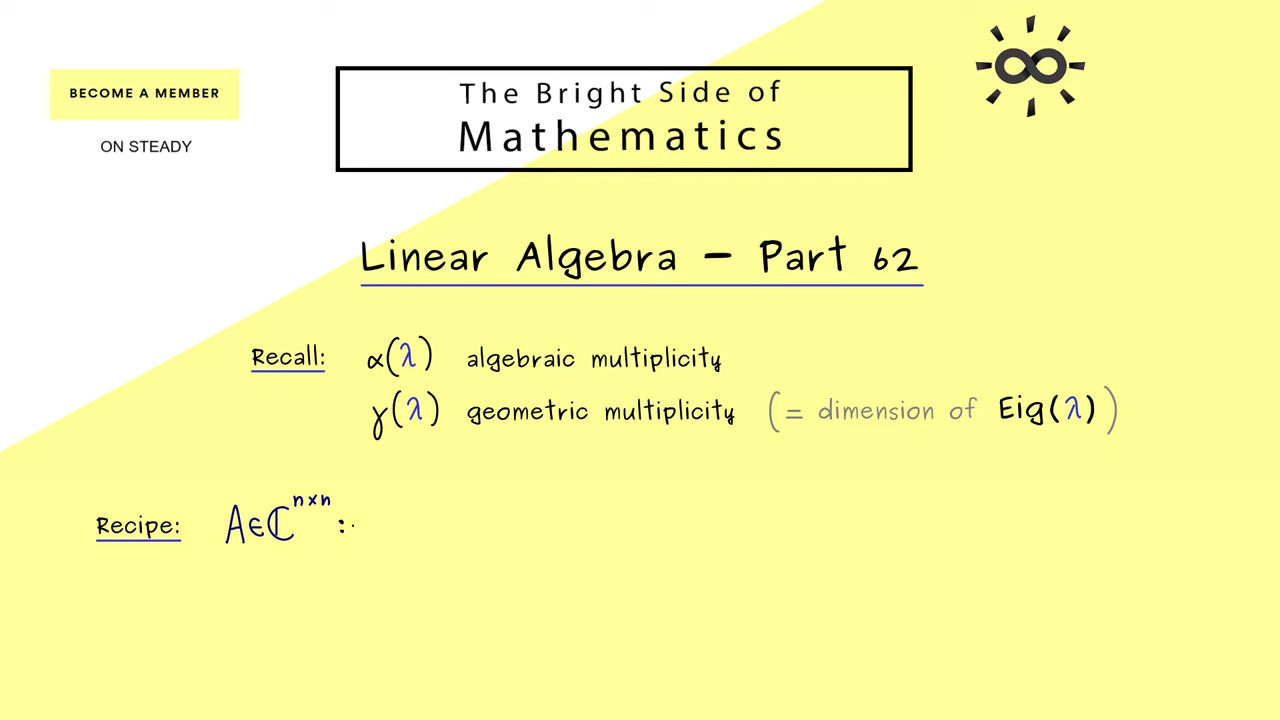 BECOME A MEMBER
ON STEADY
The Bright Side of
Mathematics
Linear Algebra – Part 62
Recall: α(λ) algebraic multiplicity
γ(λ) geometric multiplicity (= dimension of Eig(λ))
Recipe: A∈ℂⁿˣⁿ :